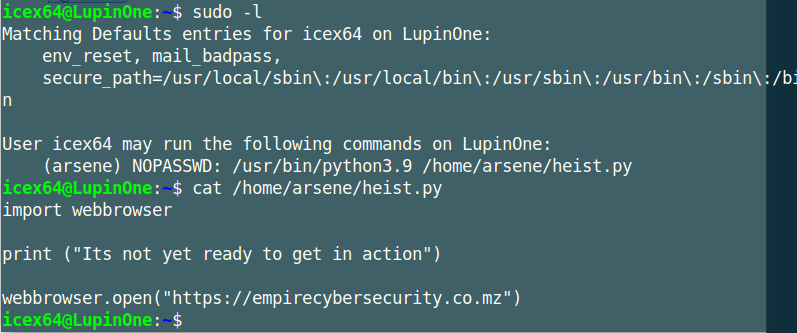 icex64@LupinOne:~$ sudo -l
Matching Defaults entries for icex64 on LupinOne:
    env_reset, mail_badpass,
    secure_path=/usr/local/sbin\:/usr/local/bin\:/usr/sbin\:/usr/bin\:/sbin\:/bi
n

User icex64 may run the following commands on LupinOne:
    (arsene) NOPASSWD: /usr/bin/python3.9 /home/arsene/heist.py
icex64@LupinOne:~$ cat /home/arsene/heist.py
import webbrowser

print ("Its not yet ready to get in action")

webbrowser.open("https://empirecybersecurity.co.mz")
icex64@LupinOne:~$